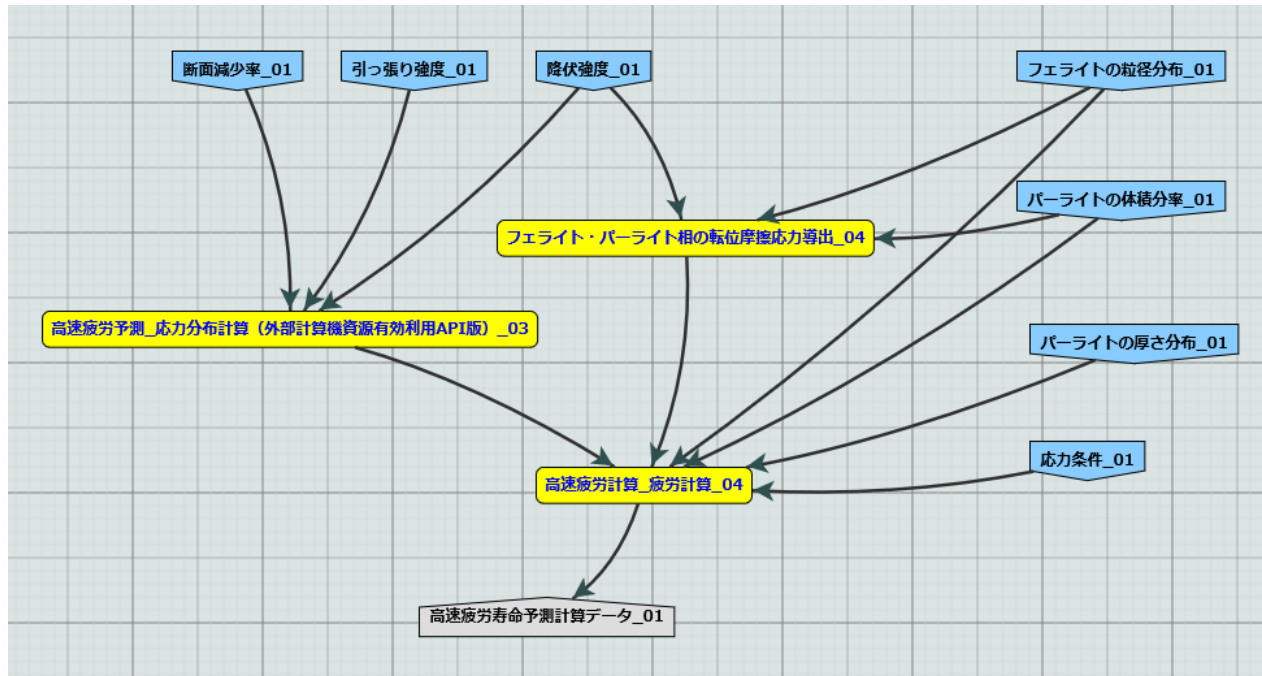 断面減少率_01
引っ張り強度_01
降伏強度_01
フェライトの粒径分布_01
パーライトの体積分率_01
フェライト・パーライト相の転位摩擦応力導出_04
高速疲労予測_応力分布計算（外部計算機資源有効利用API版）_03
パーライトの厚さ分布_01
応力条件_01
高速疲労計算_疲労計算_04
高速疲労寿命予測計算データ_01